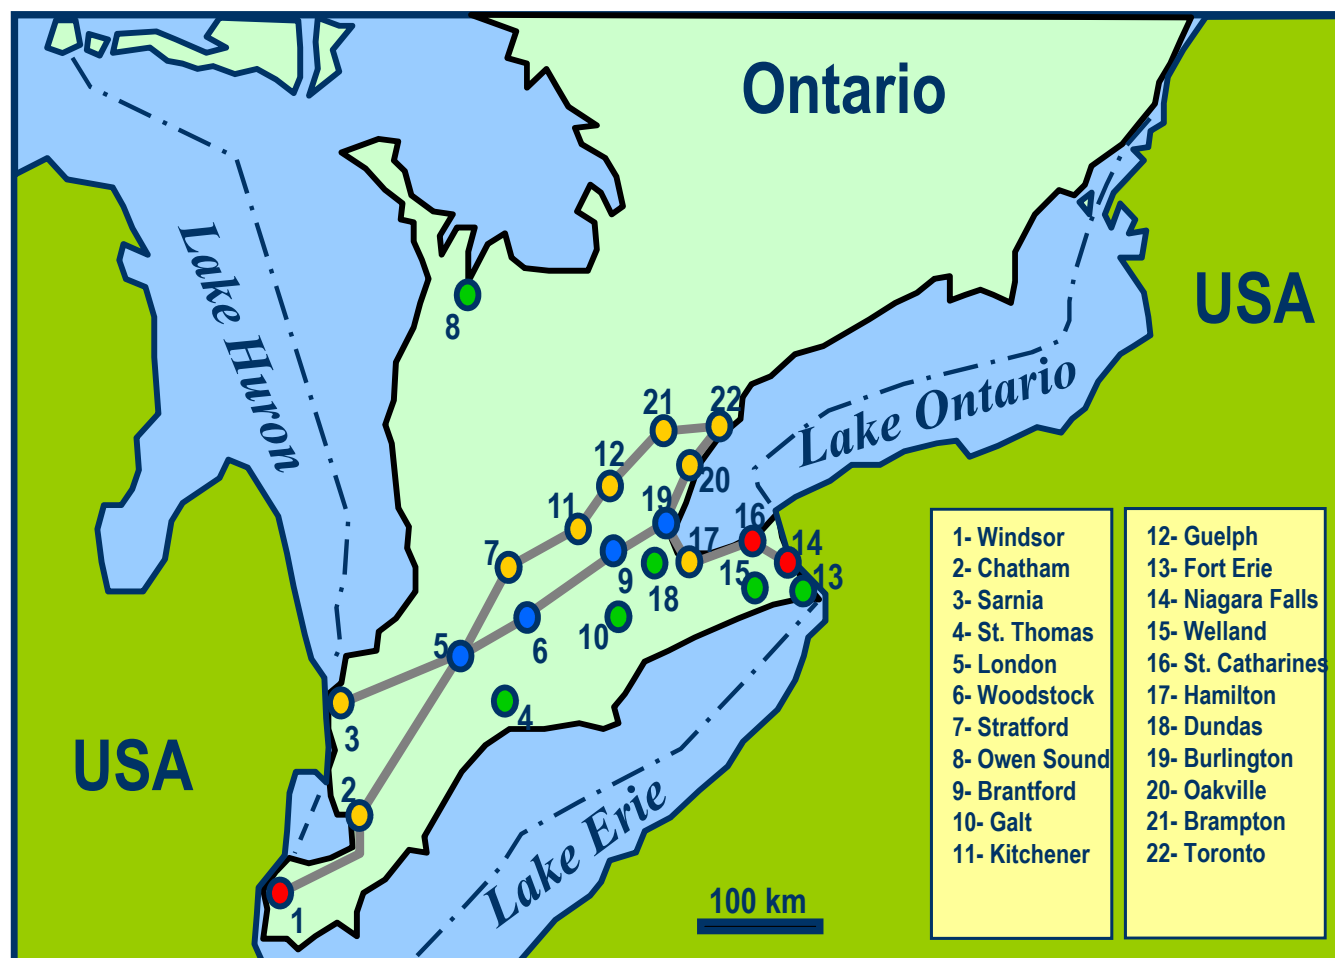 Ontario
Lake Huron
USA
8
Lake Ontario
21
22
12
20
11
19
16
17
14
7
9
18
15
13
10
5
6
4
3
USA
2
Lake Erie
1
100 km
1- Windsor
2- Chatham
3- Sarnia
4- St. Thomas
5- London
6- Woodstock
7- Stratford
8- Owen Sound
9- Brantford
10- Galt
11- Kitchener
12- Guelph
13- Fort Erie
14- Niagara Falls
15- Welland
16- St. Catharines
17- Hamilton
18- Dundas
19- Burlington
20- Oakville
21- Brampton
22- Toronto